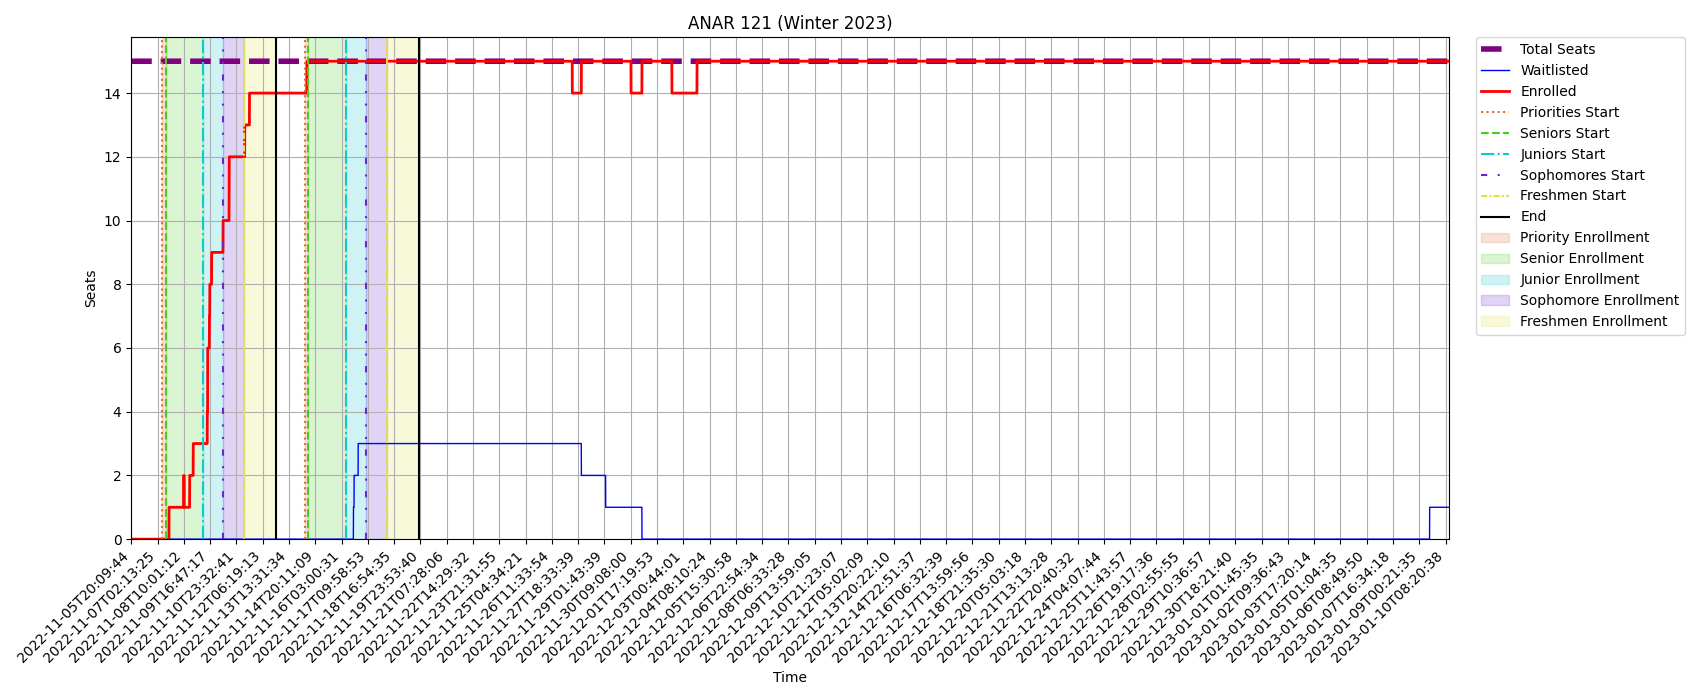 ANAR 121 (Winter 2023)
Seats
14
12
10
8
6
4
2
0
2022-11-05T20:09:44
2022-11-07T02:13:25
2022-11-08T10:01:12
2022-11-09T16:47:17
2022-11-10T23:32:41
2022-11-12T06:19:13
2022-11-13T13:31:34
2022-11-14T20:11:09
2022-11-16T03:00:31
2022-11-17T09:58:53
2022-11-18T16:54:35
2022-11-19T23:53:40
2022-11-21T07:28:06
2022-11-22T14:29:32
2022-11-23T21:31:55
2022-11-25T04:34:21
2022-11-26T11:33:54
2022-11-27T18:33:39
2022-11-29T01:43:39
2022-11-30T09:08:00
2022-12-01T17:19:53
2022-12-03T00:44:01
2022-12-04T08:10:24
2022-12-05T15:30:58
2022-12-06T22:54:34
2022-12-08T06:33:28
2022-12-09T13:59:05
2022-12-10T21:23:07
2022-12-12T05:02:09
2022-12-13T22:22:10
2022-12-14T22:51:37
2022-12-16T06:32:39
2022-12-17T13:59:56
2022-12-18T21:35:30
2022-12-20T05:03:18
2022-12-21T13:13:28
2022-12-22T20:40:32
2022-12-24T04:07:44
2022-12-25T11:43:57
2022-12-26T19:17:36
2022-12-28T02:55:55
2022-12-29T10:36:57
2022-12-30T18:21:40
2023-01-01T01:45:35
2023-01-02T09:36:43
2023-01-03T17:20:14
2023-01-05T01:04:35
2023-01-06T08:49:50
2023-01-07T16:34:18
2023-01-09T00:21:35
2023-01-10T08:20:38
Time
Total Seats
Waitlisted
Enrolled
Priorities Start
Seniors Start
Juniors Start
Sophomores Start
Freshmen Start
End
Priority Enrollment
Senior Enrollment
Junior Enrollment
Sophomore Enrollment
Freshmen Enrollment